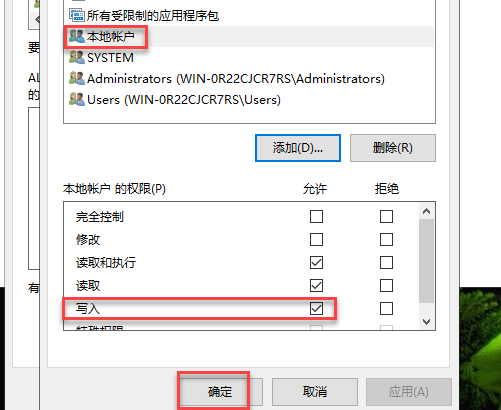 所有受限制的应用程序包
本地帐户
要
SYSTEM
AL
Administrators (WIN-0R22CJCR7RS\Administrators)
的
Users (WIN-0R22CJCR7RS\Users)
添加(D)...
删除(R)
本地帐户 的权限(P)
允许
拒绝
完全控制
修改
读取和执行
读取
有
写入
特殊权限
确定
取消
应用(A)